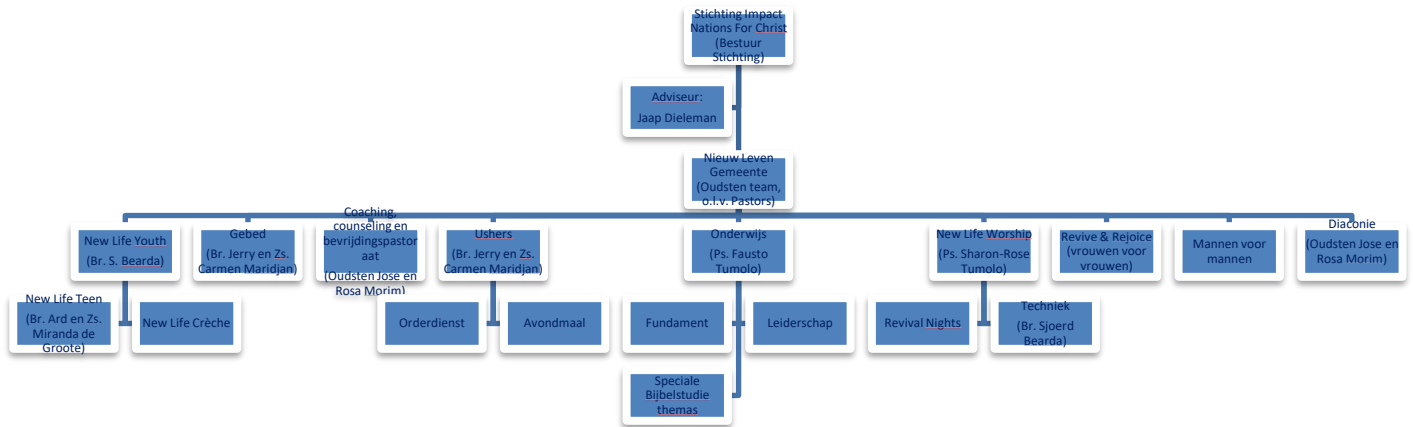 Stichting Impact
Nations For Christ
(Bestuur
Stichting)
Adviseur:
Jaap Dieleman
Nieuw Leven
Gemeente
(Oudsten team,
o.l.v. Pastors)
New Life Youth
(Br. S. Bearda)
Gebed
(Br. Jerry en Zs.
Carmen Maridjan)
Coaching,
counseling en
bevrijdingspastor
aat
(Oudsten Jose en
Rosa Morim)
Ushers
(Br. Jerry en Zs.
Carmen Maridjan)
Onderwijs
(Ps. Fausto
Tumolo)
New Life Worship
(Ps. Sharon-Rose
Tumolo)
Revive & Rejoice
(vrouwen voor
vrouwen)
Mannen voor
mannen
Diaconie
(Oudsten Jose en
Rosa Morim)
New Life Teen
(Br. Ard en Zs.
Miranda de
Groote)
New Life Crèche
Orderdienst
Avondmaal
Fundament
Leiderschap
Revival Nights
Techniek
(Br. Sjoerd
Bearda)
Speciale
Bijbelstudie
themas